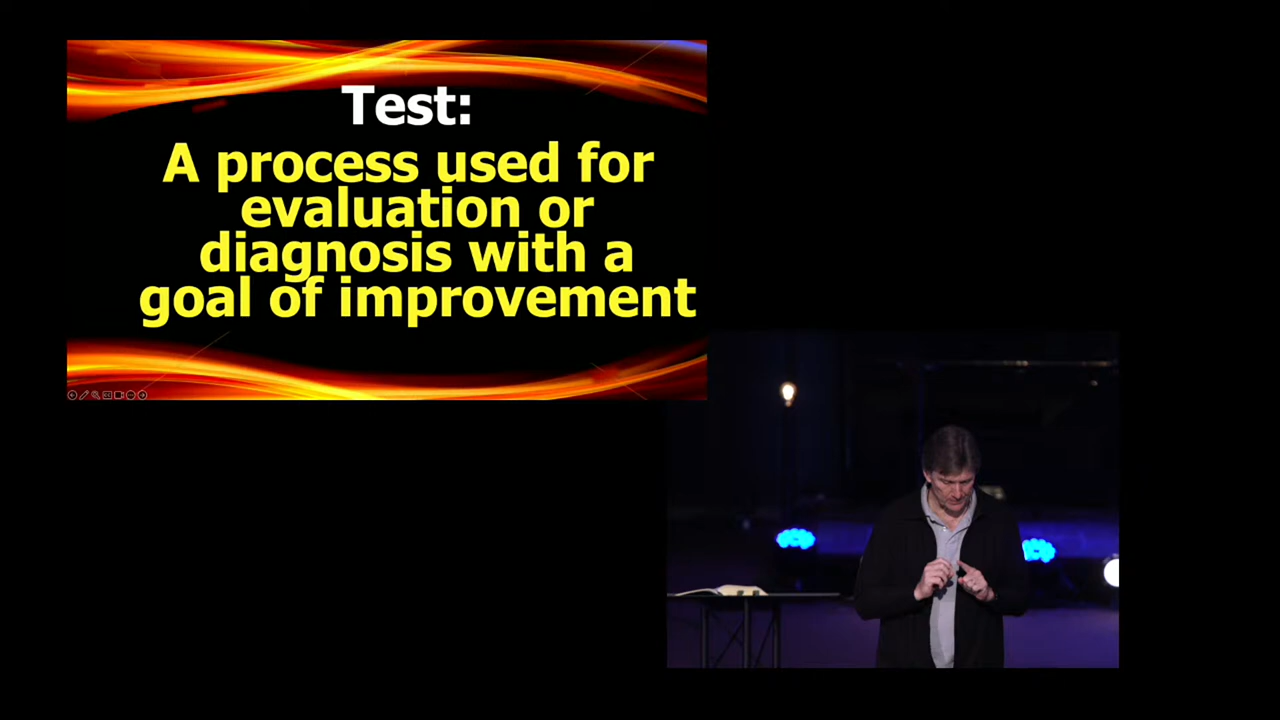 Test:
A process used for
evaluation or
diagnosis with a
goal of improvement